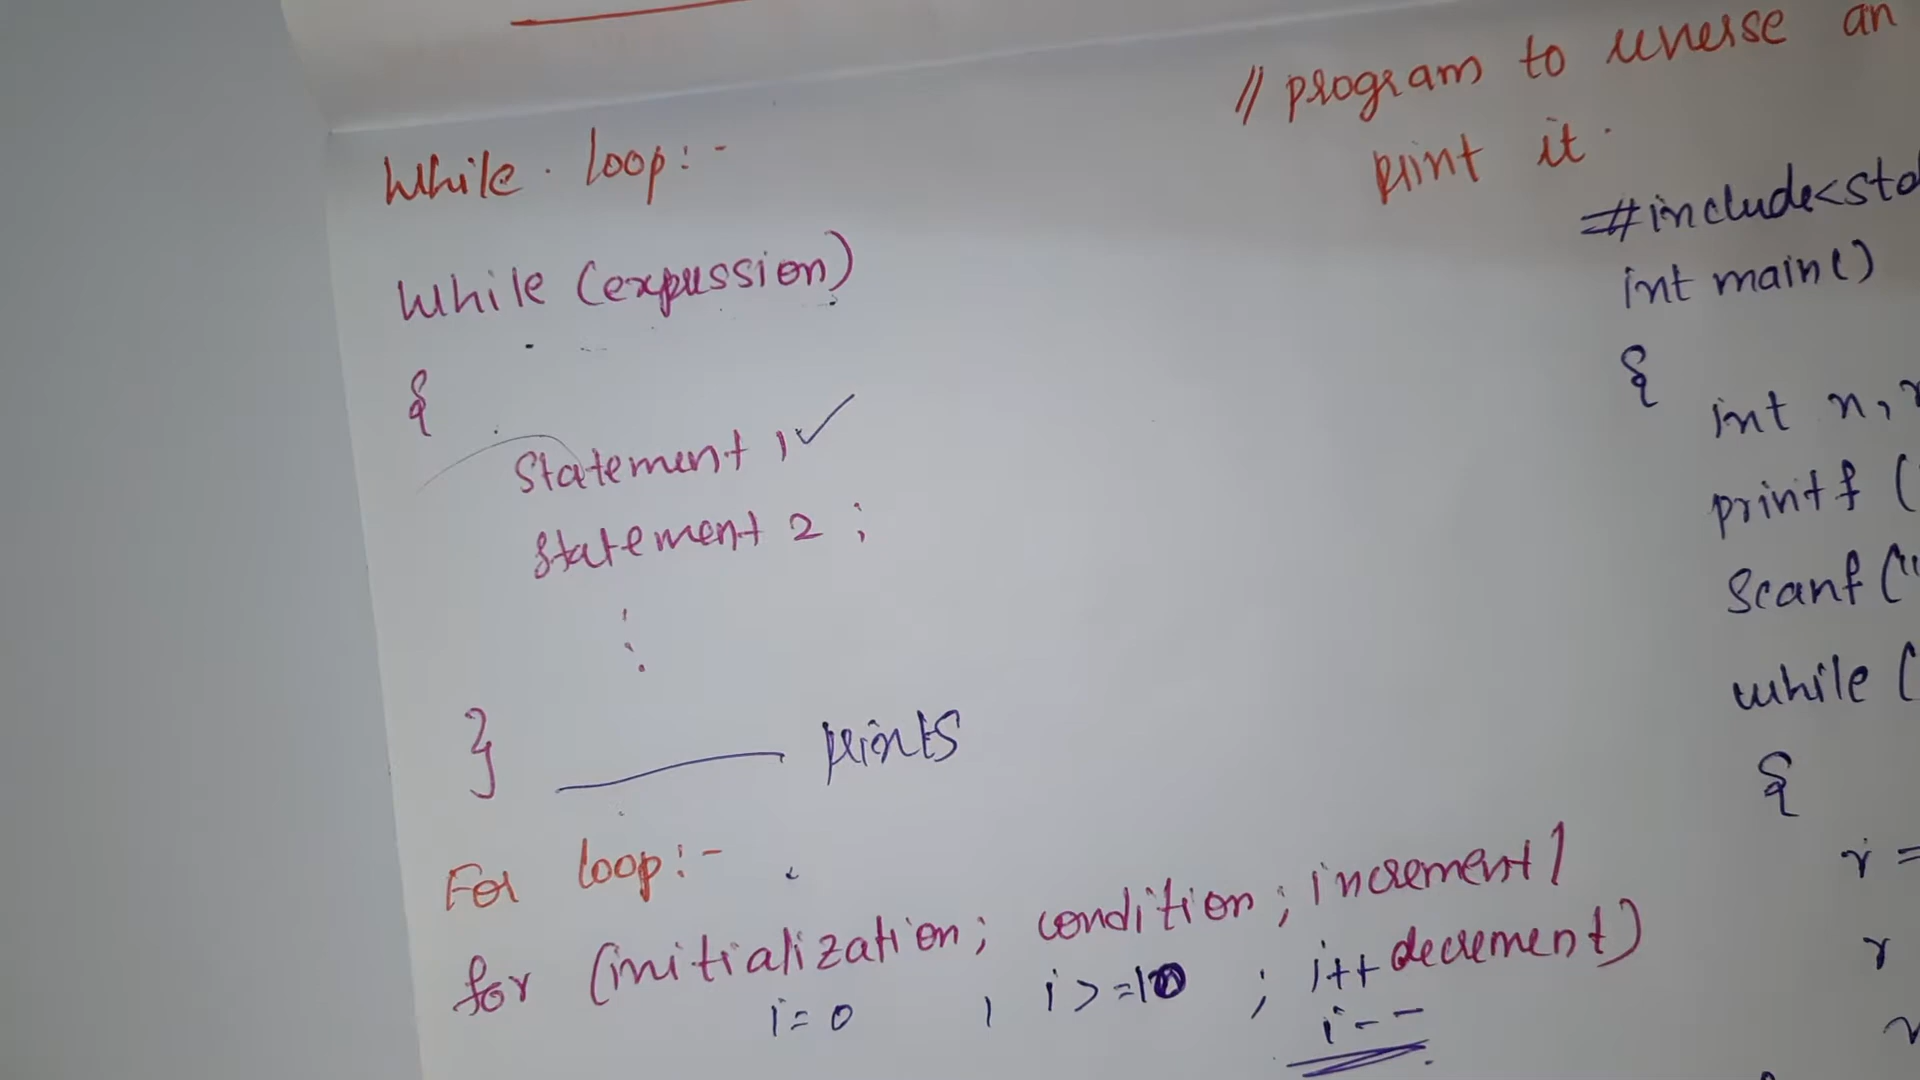 While loop:-
While (expression)
{
Statement 1
Statement 2 ;
}
prints
For loop:-
for (initialization; condition; increment/
decrement)
i=0 , i>=10 ; i++
i--
// program to reverse an
print it.
#include<std
int main()
{
int n, r
printf (
Scanf ("
while (
{
r =
r